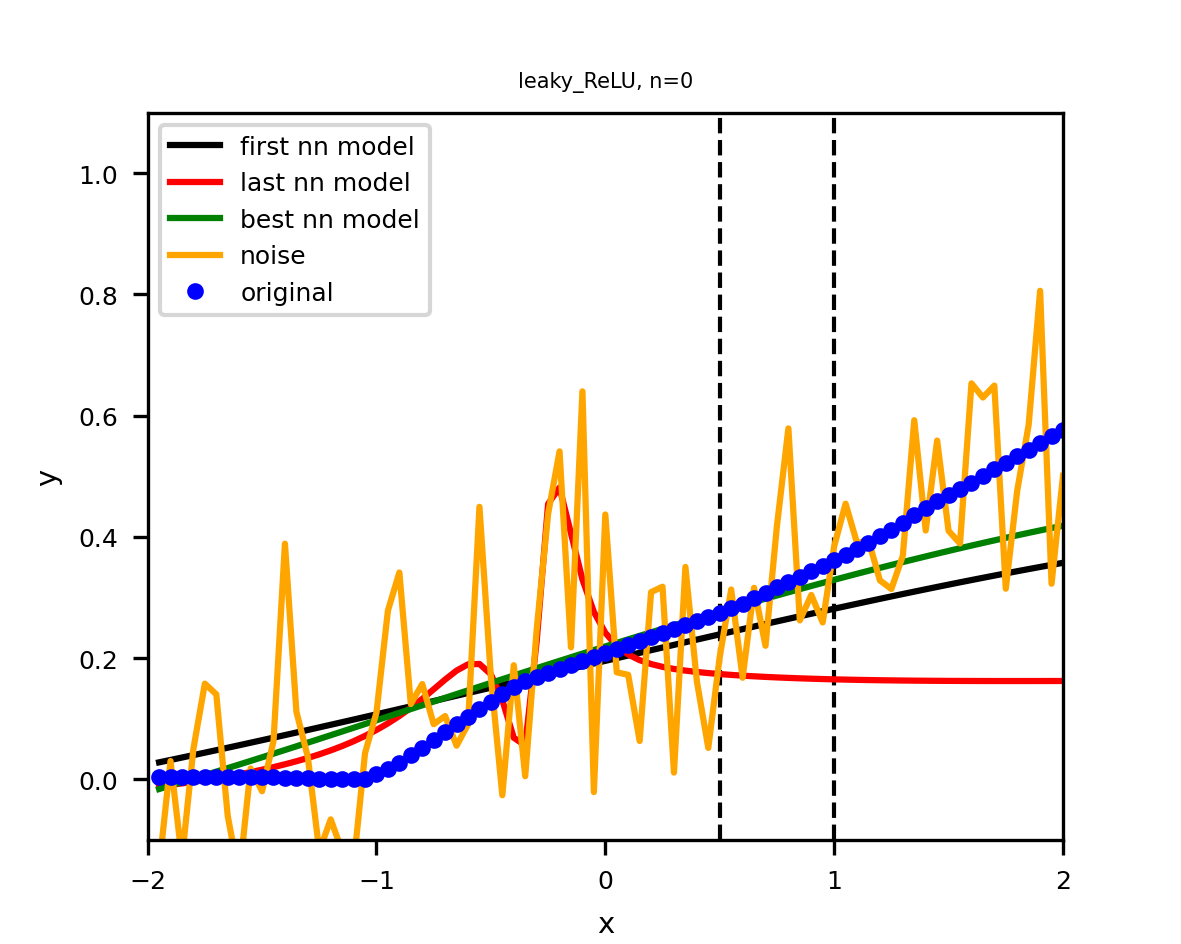 leaky_ReLU, n=0
first nn model
last nn model
best nn model
noise
original
1.0
0.8
0.6
0.4
0.2
0.0
y
−2 −1 0 1 2
x